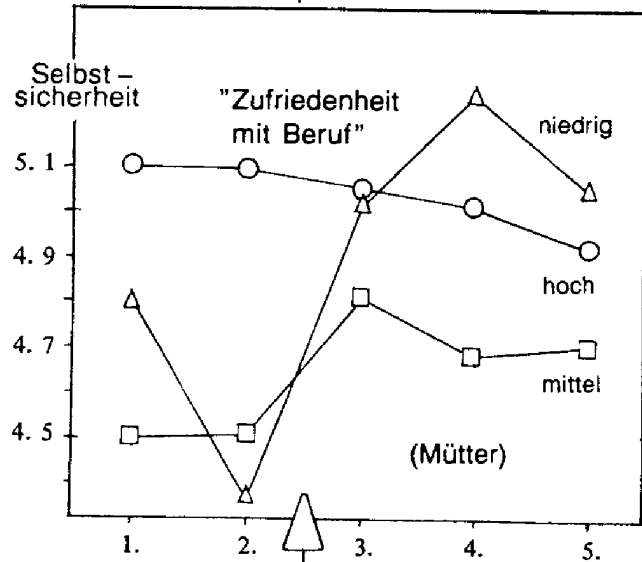 Selbst–
sicherheit
"Zufriedenheit
mit Beruf"
niedrig
5. 1
4. 9
hoch
4. 7
mittel
4. 5
(Mütter)
1. 2. 3. 4. 5.